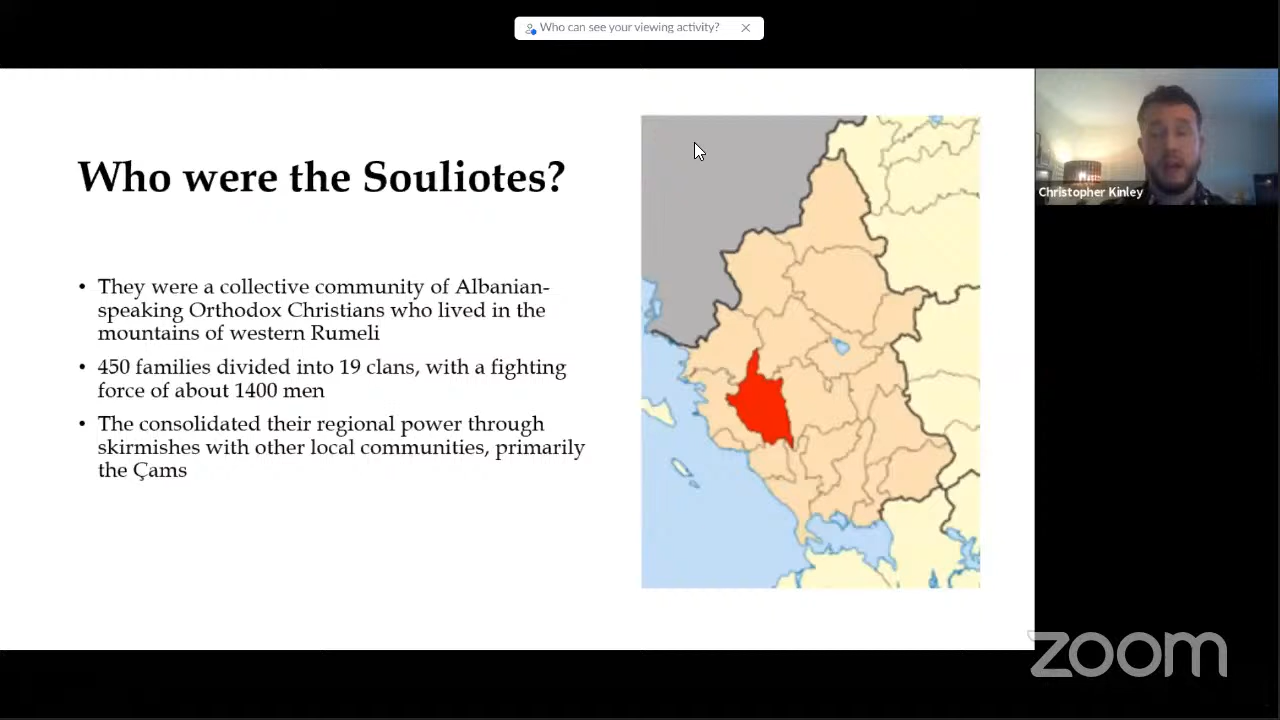 Who can see your viewing activity?
Who were the Souliotes?
• They were a collective community of Albanian-
speaking Orthodox Christians who lived in the
mountains of western Rumeli
• 450 families divided into 19 clans, with a fighting
force of about 1400 men
• The consolidated their regional power through
skirmishes with other local communities, primarily
the Çams
Christopher Kinley
zoom